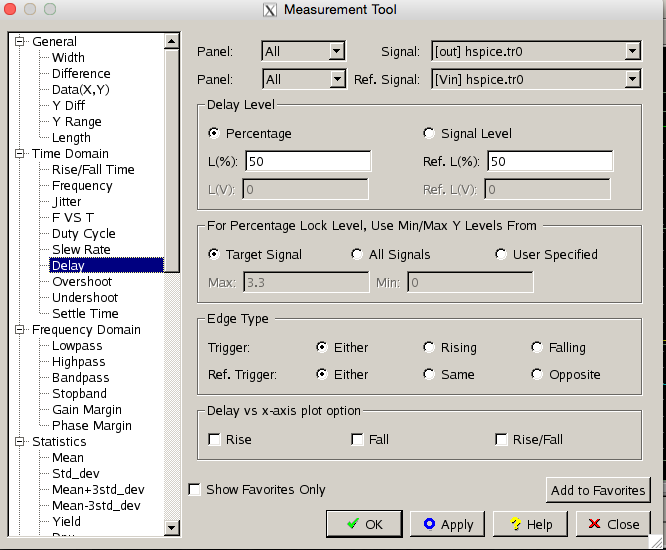 Measurement Tool
General
Width
Difference
Data(X,Y)
Y Diff
Y Range
Length
Time Domain
Rise/Fall Time
Frequency
Jitter
F VS T
Duty Cycle
Slew Rate
Delay
Overshoot
Undershoot
Settle Time
Frequency Domain
Lowpass
Highpass
Bandpass
Stopband
Gain Margin
Phase Margin
Statistics
Mean
Std_dev
Mean+3std_dev
Mean-3std_dev
Yield
Panel: All Signal: [out] hspice.tr0
Panel: All Ref. Signal: [Vin] hspice.tr0
Delay Level
Percentage Signal Level
L(%): 50 Ref. L(%): 50
L(V): 0 Ref. L(V): 0
For Percentage Lock Level, Use Min/Max Y Levels From
Target Signal All Signals User Specified
Max: 3.3 Min: 0
Edge Type
Trigger: Either Rising Falling
Ref. Trigger: Either Same Opposite
Delay vs x-axis plot option
Rise Fall Rise/Fall
Show Favorites Only Add to Favorites
OK Apply Help Close